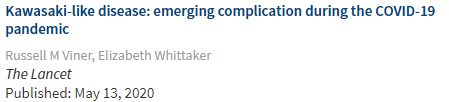 Kawasaki-like disease: emerging complication during the COVID-19
pandemic
Russell M Viner, Elizabeth Whittaker
The Lancet
Published: May 13, 2020